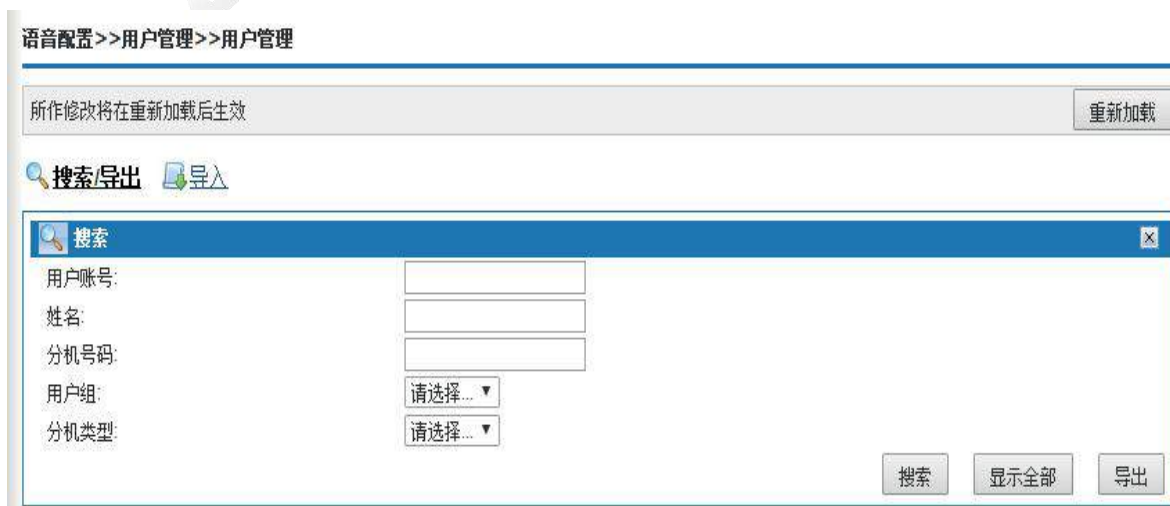 语音配置>>用户管理>>用户管理
所作修改将在重新加载后生效 重新加载
搜索/导出 导入
搜索
用户账号:
姓名:
分机号码:
用户组: 请选择...
分机类型: 请选择...
搜索 显示全部 导出